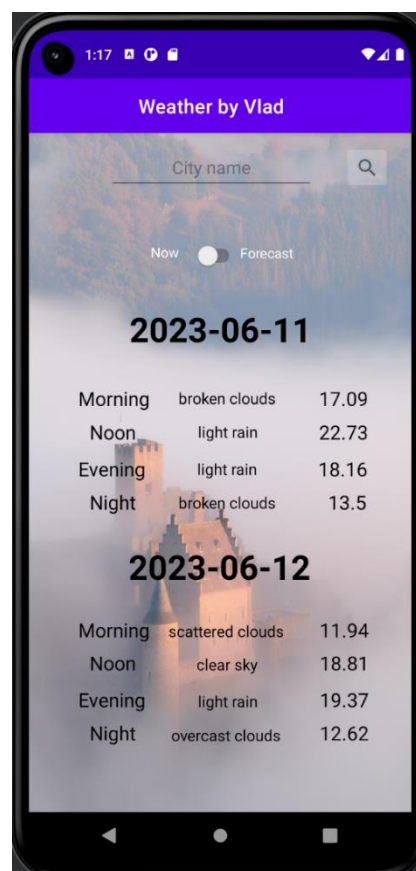 1:17
Weather by Vlad
City name
Now Forecast
2023-06-11
Morning broken clouds 17.09
Noon light rain 22.73
Evening light rain 18.16
Night broken clouds 13.5
2023-06-12
Morning scattered clouds 11.94
Noon clear sky 18.81
Evening light rain 19.37
Night overcast clouds 12.62